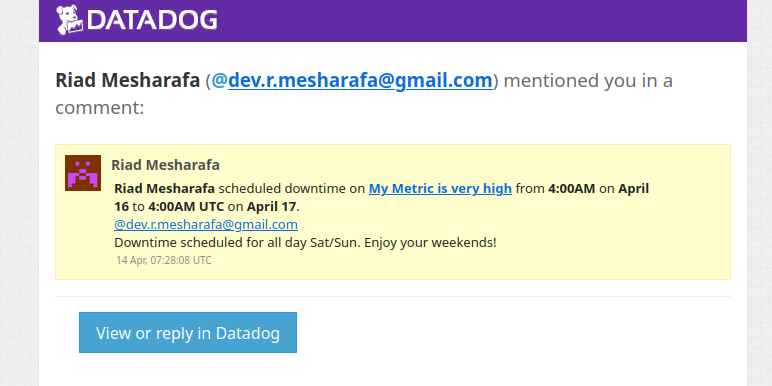 DATADOG
Riad Mesharafa (@dev.r.mesharafa@gmail.com) mentioned you in a
comment:
Riad Mesharafa
Riad Mesharafa scheduled downtime on My Metric is very high from 4:00AM on April
16 to 4:00AM UTC on April 17.
@dev.r.mesharafa@gmail.com
Downtime scheduled for all day Sat/Sun. Enjoy your weekends!
14 Apr, 07:28:08 UTC
View or reply in Datadog